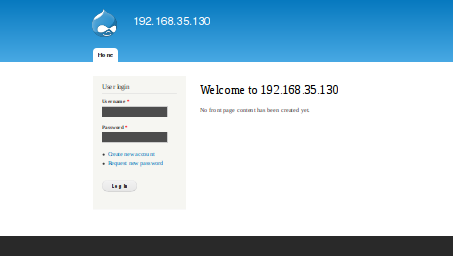 192.168.35.130
Home
User login
Username *
Password *
Create new account
Request new password
Log in
Welcome to 192.168.35.130
No front page content has been created yet.